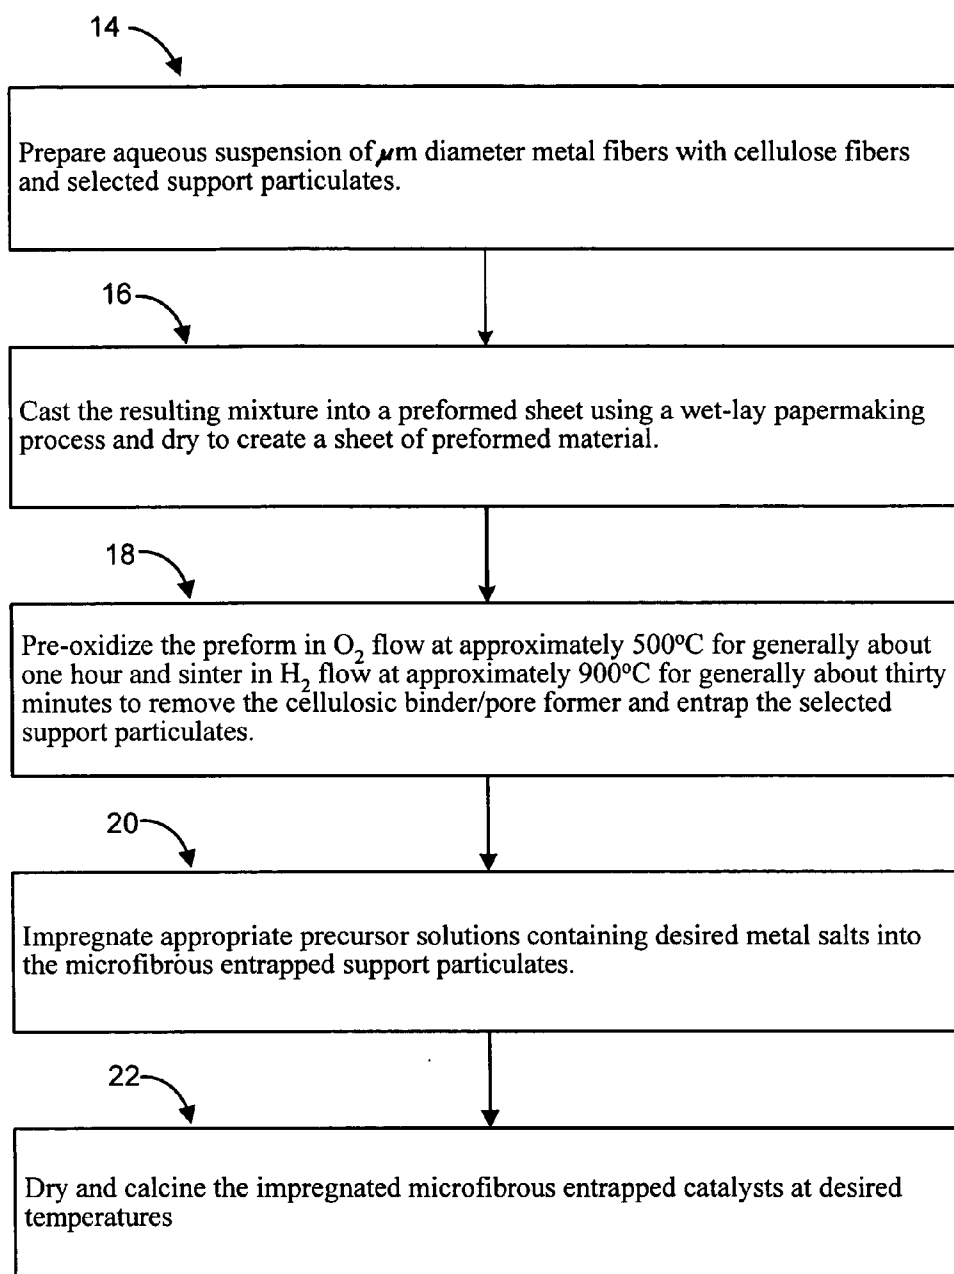 14
Prepare aqueous suspension of μm diameter metal fibers with cellulose fibers
and selected support particulates.
16
Cast the resulting mixture into a preformed sheet using a wet-lay papermaking
process and dry to create a sheet of preformed material.
18
Pre-oxidize the preform in O₂ flow at approximately 500ºC for generally about
one hour and sinter in H₂ flow at approximately 900ºC for generally about thirty
minutes to remove the cellulosic binder/pore former and entrap the selected
support particulates.
20
Impregnate appropriate precursor solutions containing desired metal salts into
the microfibrous entrapped support particulates.
22
Dry and calcine the impregnated microfibrous entrapped catalysts at desired
temperatures